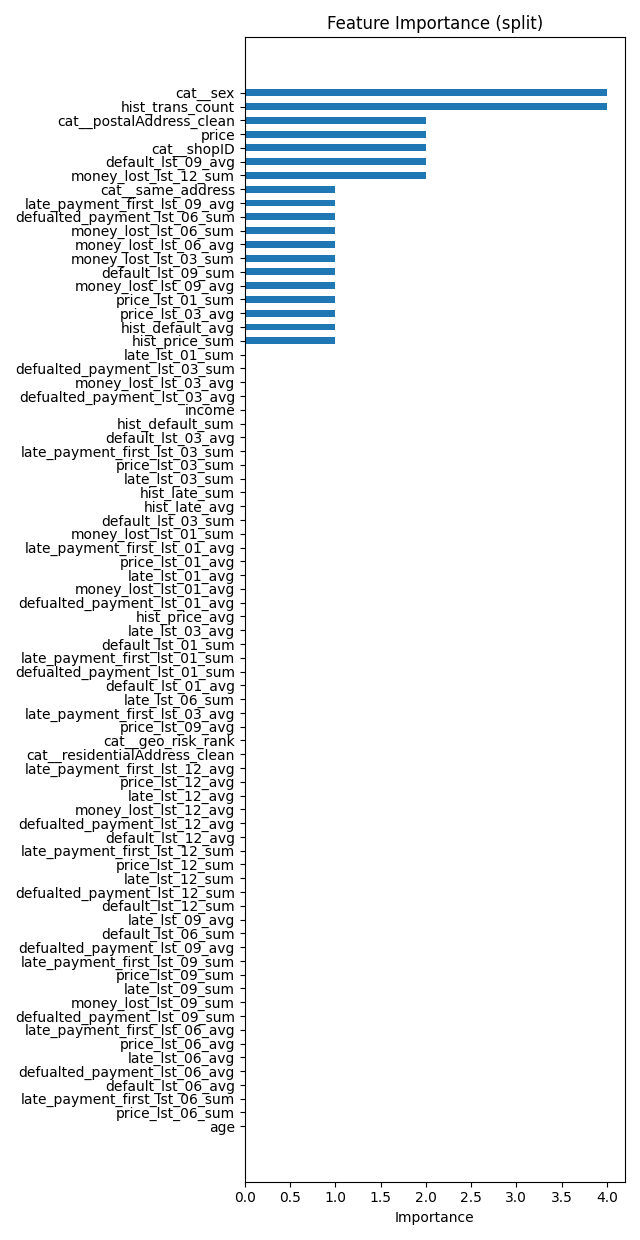 Feature Importance (split)
cat__sex
hist_trans_count
cat__postalAddress_clean
price
cat__shopID
default_lst_09_avg
money_lost_lst_12_sum
cat__same_address
late_payment_first_lst_09_avg
defualted_payment_lst_06_sum
money_lost_lst_06_sum
money_lost_lst_06_avg
money_lost_lst_03_sum
default_lst_09_sum
money_lost_lst_09_avg
price_lst_01_sum
price_lst_03_avg
hist_default_avg
hist_price_sum
late_lst_01_sum
defualted_payment_lst_03_sum
money_lost_lst_03_avg
defualted_payment_lst_03_avg
income
hist_default_sum
default_lst_03_avg
late_payment_first_lst_03_sum
price_lst_03_sum
late_lst_03_sum
hist_late_sum
hist_late_avg
default_lst_03_sum
money_lost_lst_01_sum
late_payment_first_lst_01_avg
price_lst_01_avg
late_lst_01_avg
money_lost_lst_01_avg
defualted_payment_lst_01_avg
hist_price_avg
late_lst_03_avg
default_lst_01_sum
late_payment_first_lst_01_sum
defualted_payment_lst_01_sum
default_lst_01_avg
late_lst_06_sum
late_payment_first_lst_03_avg
price_lst_09_avg
cat__geo_risk_rank
cat__residentialAddress_clean
late_payment_first_lst_12_avg
price_lst_12_avg
late_lst_12_avg
money_lost_lst_12_avg
defualted_payment_lst_12_avg
default_lst_12_avg
late_payment_first_lst_12_sum
price_lst_12_sum
late_lst_12_sum
defualted_payment_lst_12_sum
default_lst_12_sum
late_lst_09_avg
default_lst_06_sum
defualted_payment_lst_09_avg
late_payment_first_lst_09_sum
price_lst_09_sum
late_lst_09_sum
money_lost_lst_09_sum
defualted_payment_lst_09_sum
late_payment_first_lst_06_avg
price_lst_06_avg
late_lst_06_avg
defualted_payment_lst_06_avg
default_lst_06_avg
late_payment_first_lst_06_sum
price_lst_06_sum
age
0.0 0.5 1.0 1.5 2.0 2.5 3.0 3.5 4.0
Importance